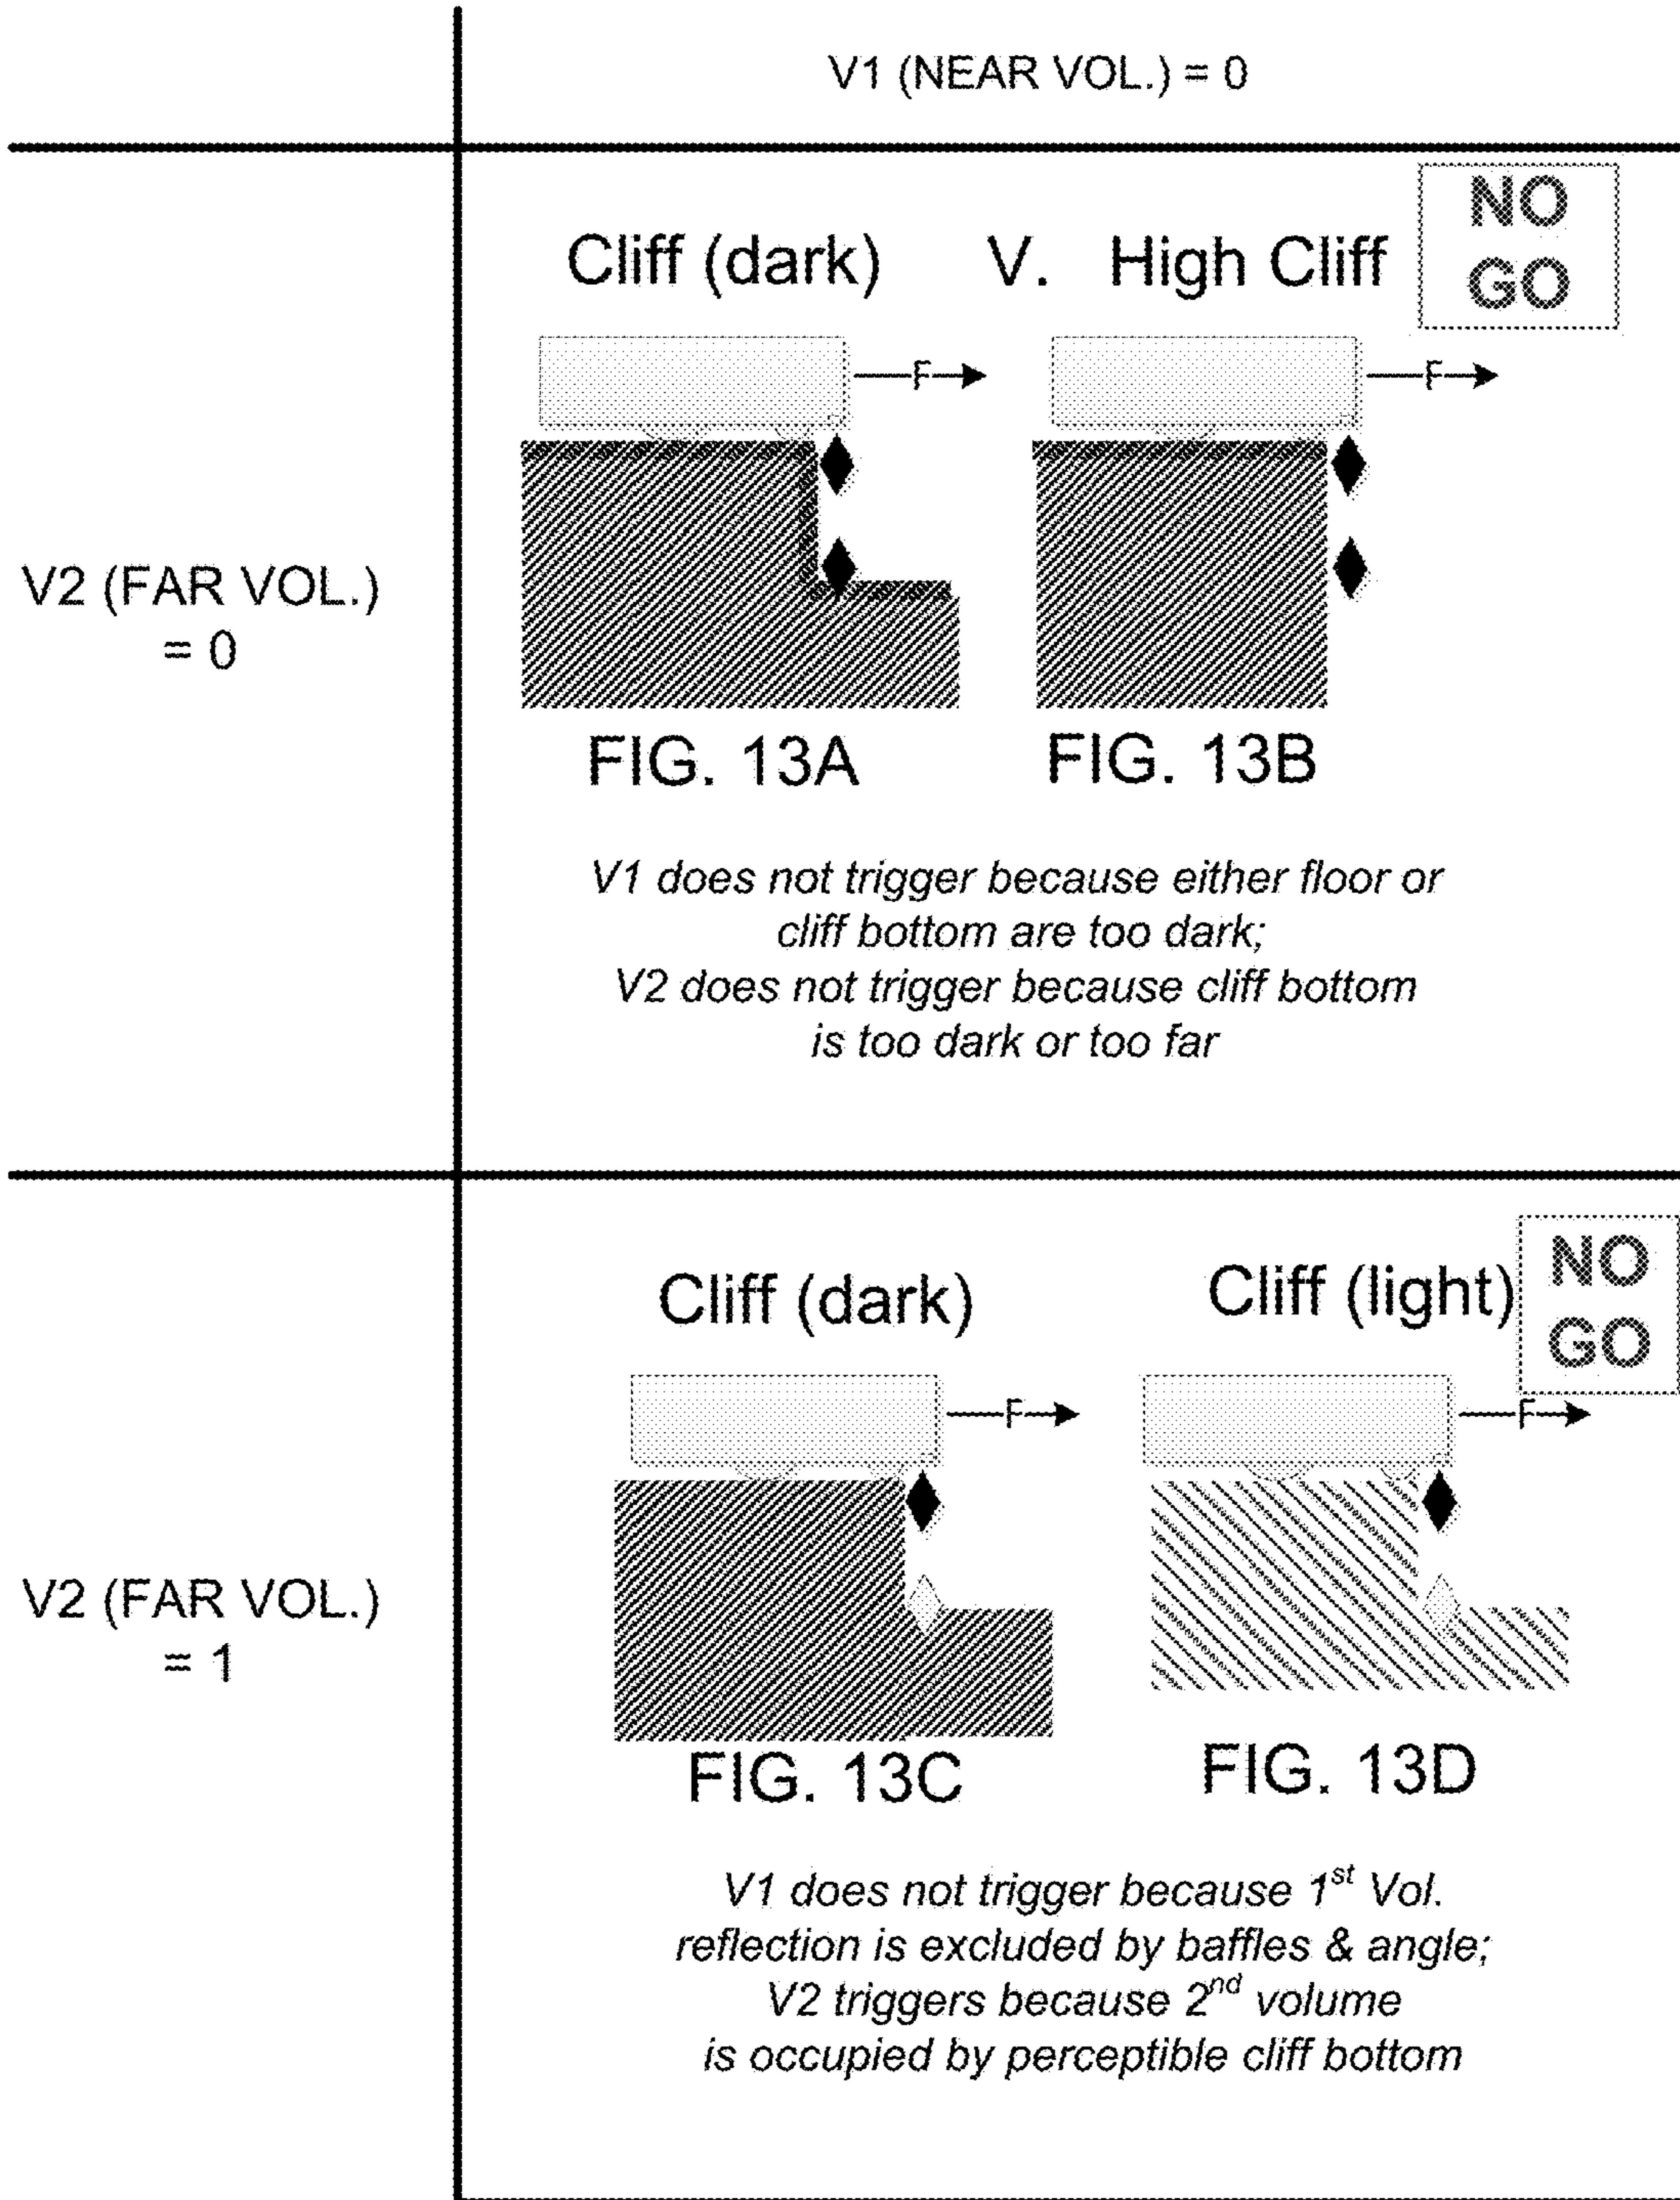 V1 (NEAR VOL.) = 0
NO
GO
Cliff (dark) V. High Cliff
F F
V2 (FAR VOL.)
= 0
FIG. 13A FIG. 13B
V1 does not trigger because either floor or
cliff bottom are too dark;
V2 does not trigger because cliff bottom
is too dark or too far
NO
GO
Cliff (dark) Cliff (light)
F F
V2 (FAR VOL.)
= 1
FIG. 13C FIG. 13D
V1 does not trigger because 1st Vol.
reflection is excluded by baffles & angle;
V2 triggers because 2nd volume
is occupied by perceptible cliff bottom